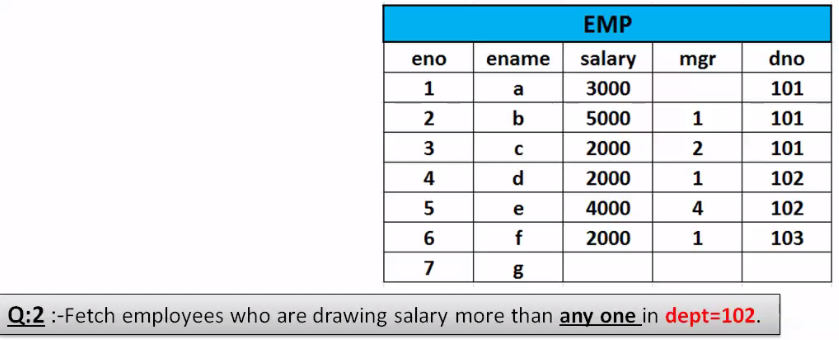 EMP
eno ename salary mgr dno
1 a 3000 101
2 b 5000 1 101
3 c 2000 2 101
4 d 2000 1 102
5 e 4000 4 102
6 f 2000 1 103
7 g
Q:2 :-Fetch employees who are drawing salary more than any one in dept=102.